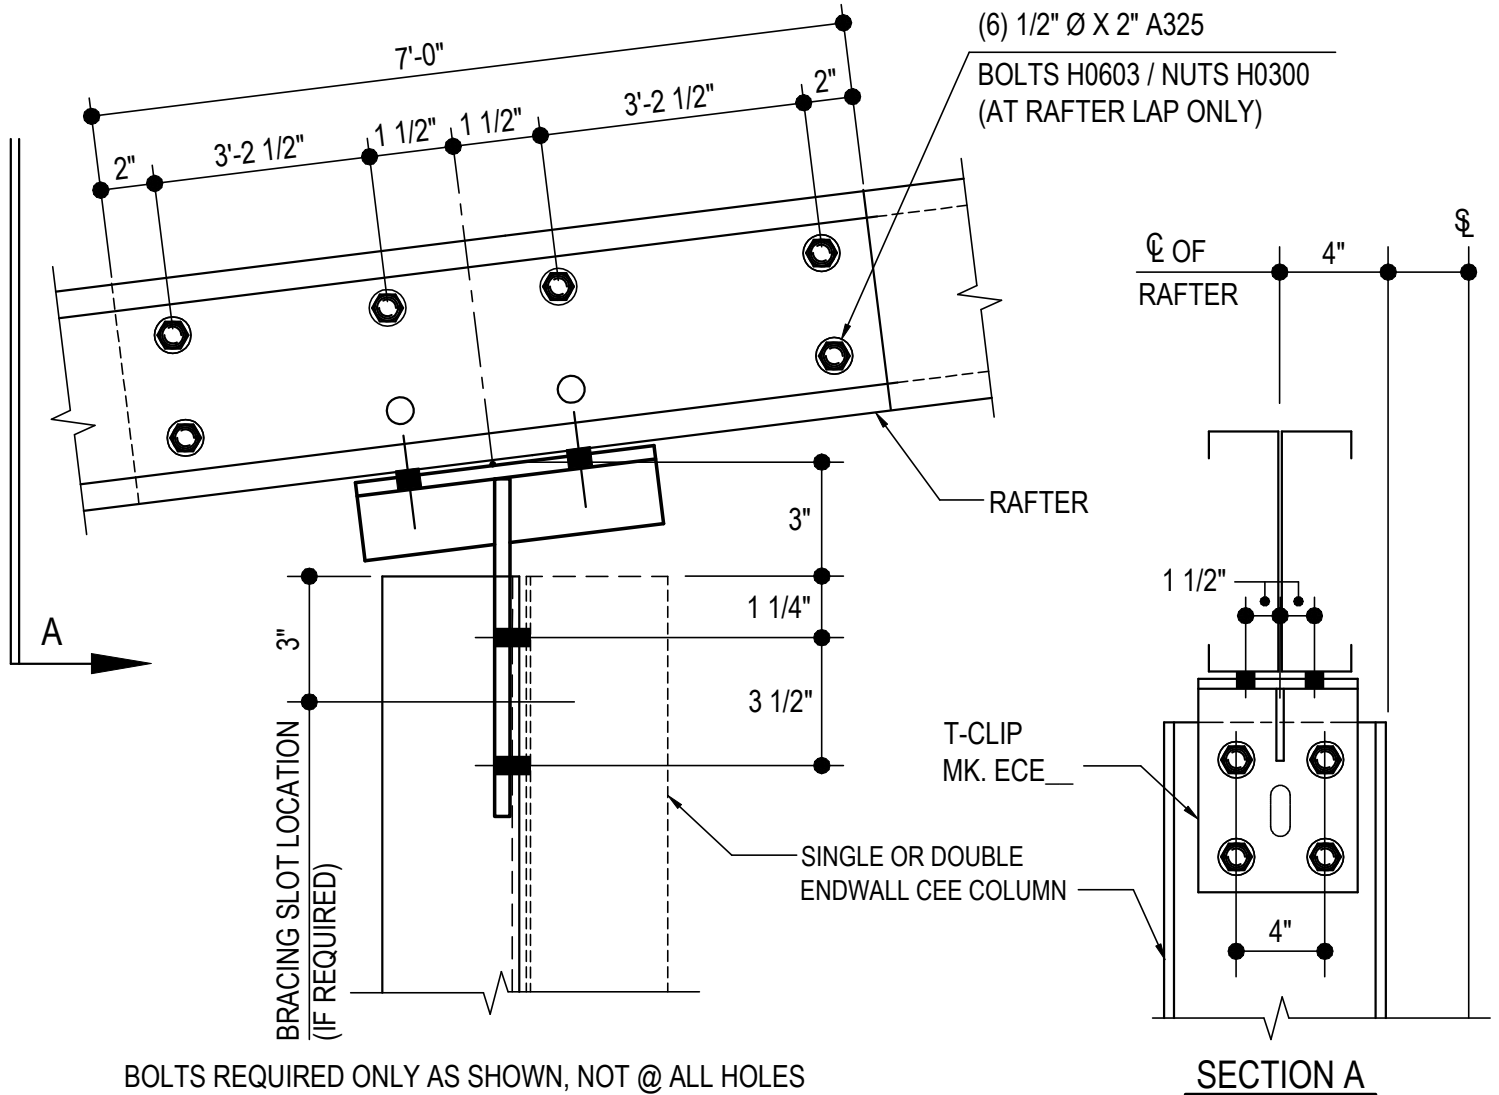 7'-0"
2"
3'-2 1/2"
1 1/2"
1 1/2"
3'-2 1/2"
2"
(6) 1/2" Ø X 2" A325
BOLTS H0603 / NUTS H0300
(AT RAFTER LAP ONLY)
℄ OF
RAFTER
4"
SL
RAFTER
3"
1 1/4"
3 1/2"
A
3"
BRACING SLOT LOCATION
(IF REQUIRED)
1 1/2"
T-CLIP
MK. ECE__
SINGLE OR DOUBLE
ENDWALL CEE COLUMN
4"
BOLTS REQUIRED ONLY AS SHOWN, NOT @ ALL HOLES
SECTION A